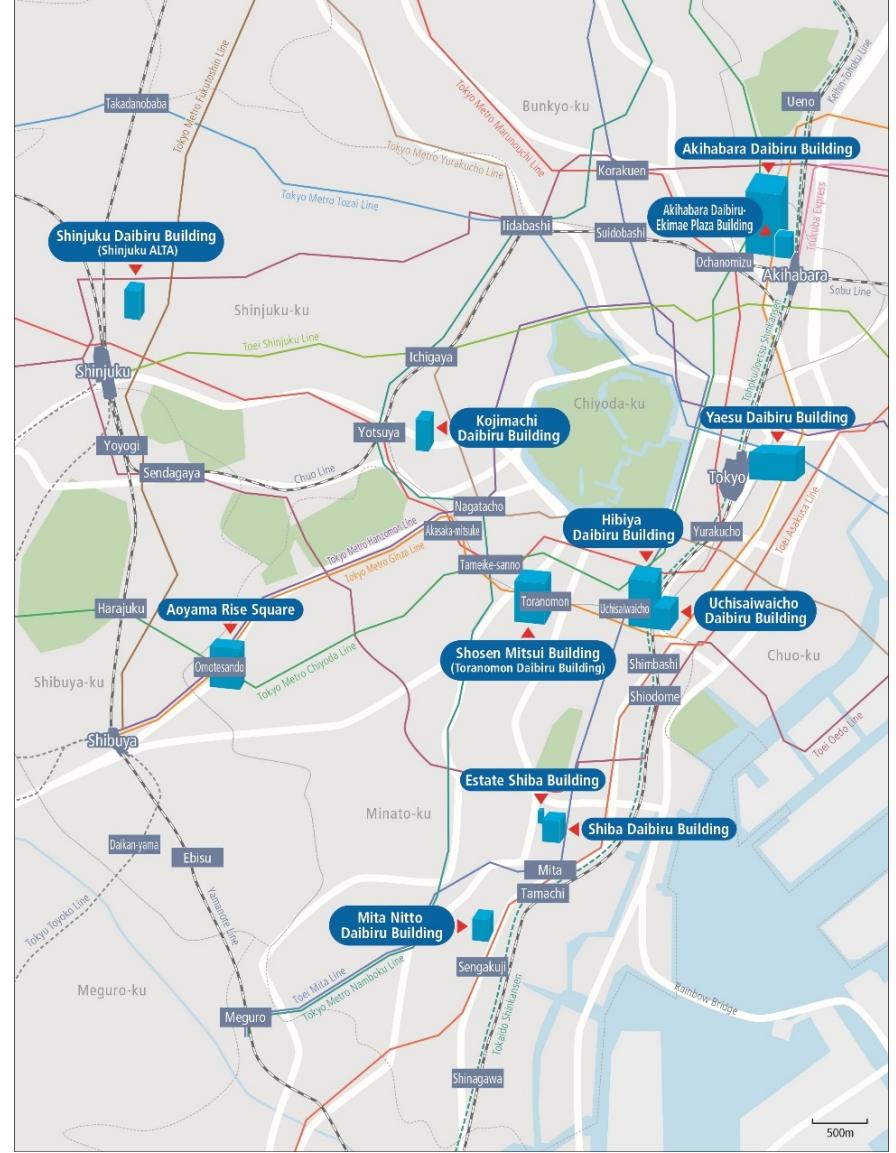 Bunkyo-ku
Ueno
Keihin-Tohoku Line
Takadanobaba
Tokyo Metro Fukutoshin Line
Tokyo Metro Marunouchi Line
Tokyo Metro Yurakucho Line
Akihabara Daibiru Building
Korakuen
Tokyo Metro Tozai Line
Akihabara Daibiru-
Ekimae Plaza Building
Tsukuba Express
Iidabashi
Suidobashi
Shinjuku Daibiru Building
(Shinjuku ALTA)
Ochanomizu
Akihabara
Sobu Line
Shinjuku-ku
Toei Shinjuku Line
Tohoku/Joetsu Shinkansen
Ichigaya
Shinjuku
Chiyoda-ku
Yaesu Daibiru Building
Kojimachi
Daibiru Building
Yotsuya
Yoyogi
Sendagaya
Chuo Line
Tokyo
Nagatacho
Toei Asakusa Line
Hibiya
Daibiru Building
Yurakucho
Akasaka-mitsuke
Tokyo Metro Hanzomon Line
Tokyo Metro Ginza Line
Tameike-sanno
Harajuku
Aoyama Rise Square
Toranomon
Uchisaiwaicho
Uchisaiwaicho
Daibiru Building
Shosen Mitsui Building
(Toranomon Daibiru Building)
Omotesando
Shimbashi
Chuo-ku
Shibuya-ku
Tokyo Metro Chiyoda Line
Shiodome
Shibuya
Toei Oedo Line
Estate Shiba Building
Minato-ku
Shiba Daibiru Building
Daikan-yama
Ebisu
Mita
Tamachi
Tokyu Toyoko Line
Yamanote Line
Mita Nitto
Daibiru Building
Sengakuji
Toei Mita Line
Tokyo Metro Namboku Line
Meguro-ku
Meguro
Tokaido Shinkansen
Rainbow Bridge
Shinagawa
500m